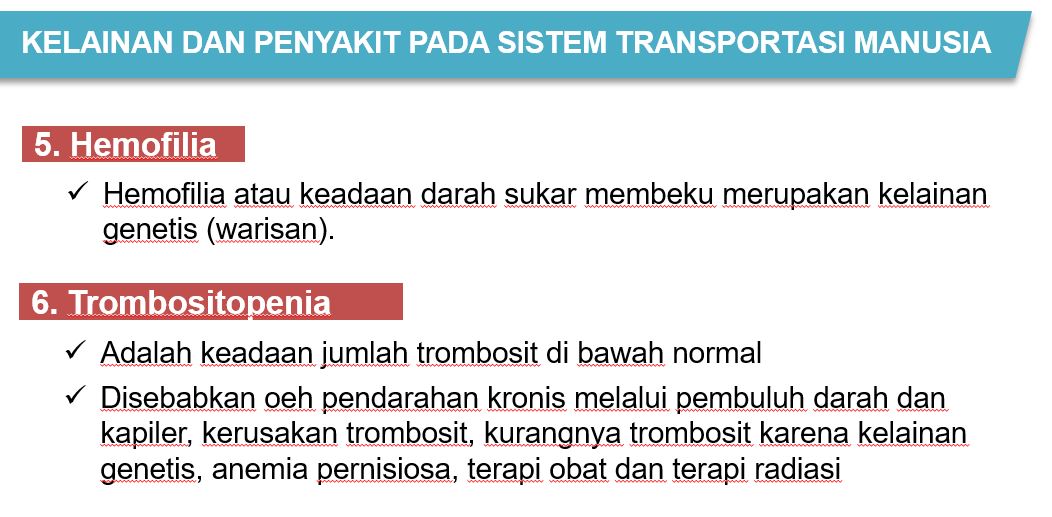 KELAINAN DAN PENYAKIT PADA SISTEM TRANSPORTASI MANUSIA
5. Hemofilia
✓ Hemofilia atau keadaan darah sukar membeku merupakan kelainan
genetis (warisan).
6. Trombositopenia
✓ Adalah keadaan jumlah trombosit di bawah normal
✓ Disebabkan oeh pendarahan kronis melalui pembuluh darah dan
kapiler, kerusakan trombosit, kurangnya trombosit karena kelainan
genetis, anemia pernisiosa, terapi obat dan terapi radiasi